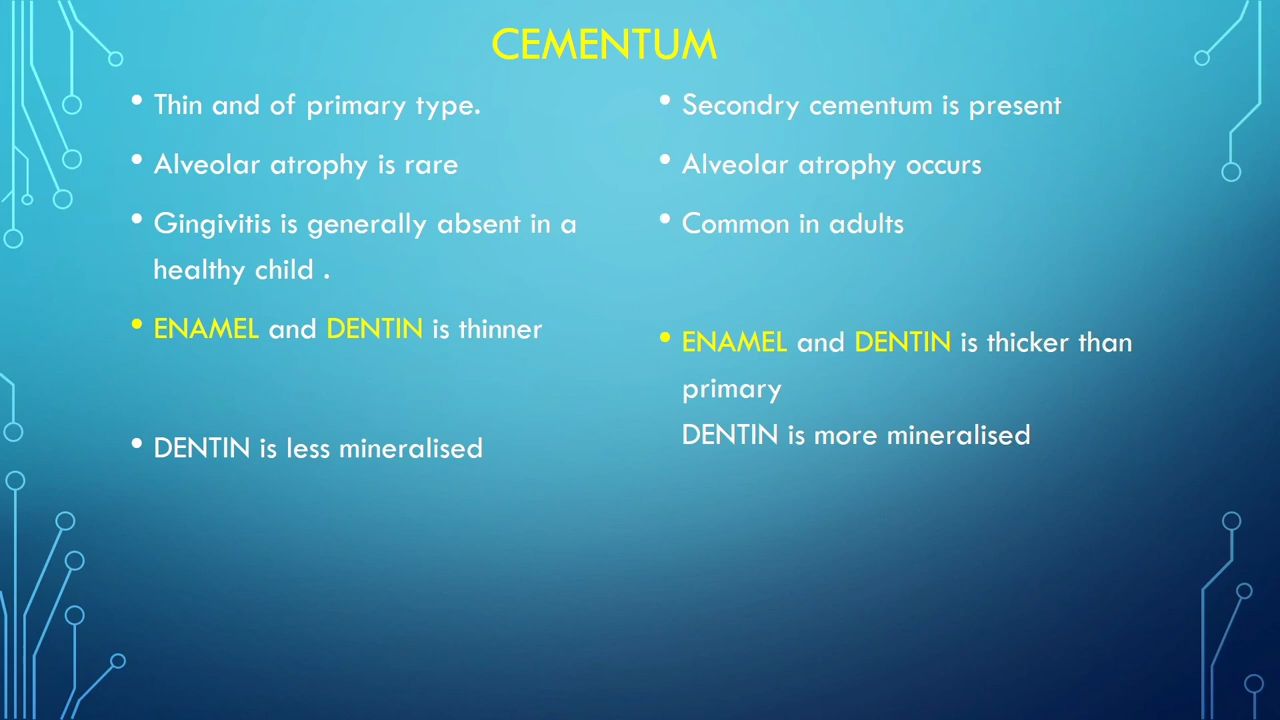 CEMENTUM
• Thin and of primary type.
• Alveolar atrophy is rare
• Gingivitis is generally absent in a
healthy child .
• ENAMEL and DENTIN is thinner
• DENTIN is less mineralised
• Secondry cementum is present
• Alveolar atrophy occurs
• Common in adults
• ENAMEL and DENTIN is thicker than
primary
DENTIN is more mineralised